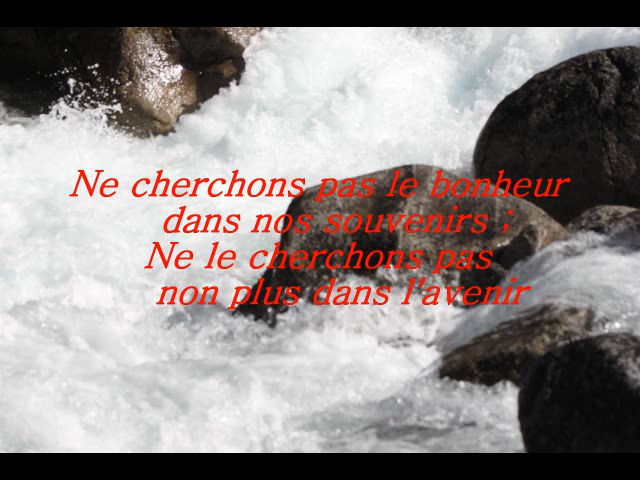 Ne cherchons pas le bonheur
dans nos souvenirs ;
Ne le cherchons pas
non plus dans l'avenir